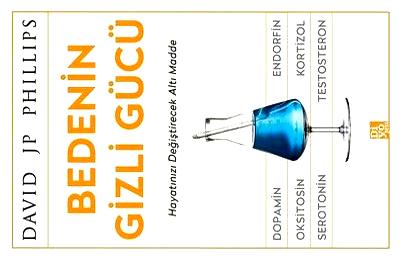 DAVID JP PHILLIPS
BEDENİN
GİZLİ GÜCÜ
Hayatınızı Değiştirecek Altı Madde
DOPAMİN ENDORFİN
OKSİTOSİN KORTİZOL
SEROTONİN TESTOSTERON